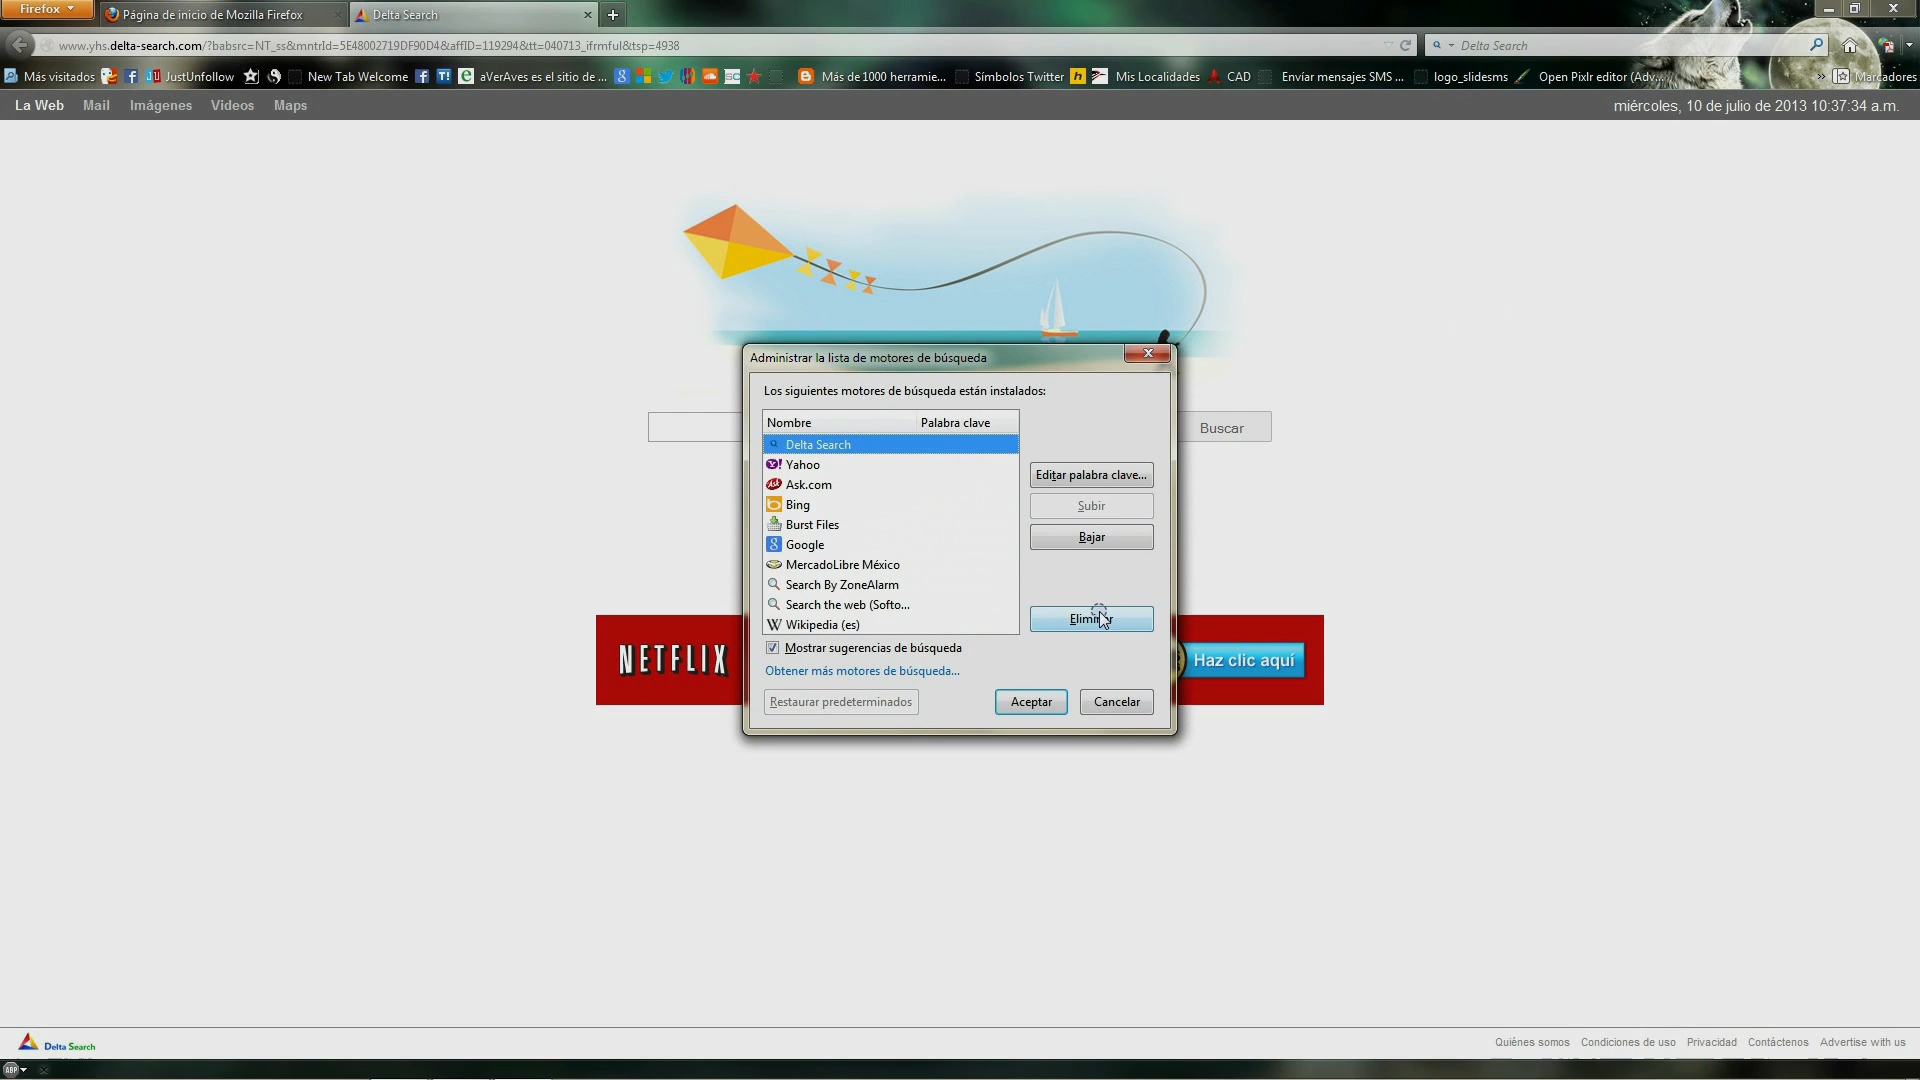 Firefox
Página de inicio de Mozilla Firefox
Delta Search
www.yhs.delta-search.com/?babsrc=NT_ss&mntrId=5E48002719DF90D4&affID=119294&tt=040713_ifrmful&tsp=4938
Delta Search
Más visitados JustUnfollow New Tab Welcome aVerAves es el sitio de ... Más de 1000 herramie... Símbolos Twitter Mis Localidades CAD Envíar mensajes SMS ... logo_slidesms Open Pixlr editor (Adv... Marcadores
La Web Mail Imágenes Videos Maps
miércoles, 10 de julio de 2013 10:37:34 a.m.
Administrar la lista de motores de búsqueda
Los siguientes motores de búsqueda están instalados:
Nombre Palabra clave
Delta Search
Yahoo
Ask.com
Bing
Burst Files
Google
MercadoLibre México
Search By ZoneAlarm
Search the web (Softo...
Wikipedia (es)
Editar palabra clave...
Subir
Bajar
Eliminar
Mostrar sugerencias de búsqueda
Obtener más motores de búsqueda...
Restaurar predeterminados Aceptar Cancelar
Buscar
NETFLIX
Haz clic aquí
Delta Search
Quiénes somos Condiciones de uso Privacidad Contáctenos Advertise with us
ABP